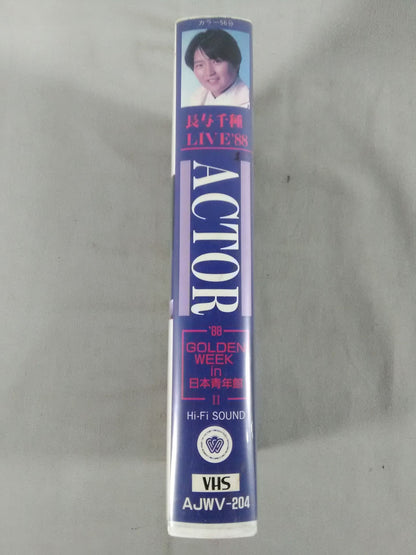 カラー56分
長与千種
LIVE'88
ACTOR
'88
GOLDEN
WEEK
in
日本青年館
II
Hi-Fi SOUND
VHS
AJWV-204